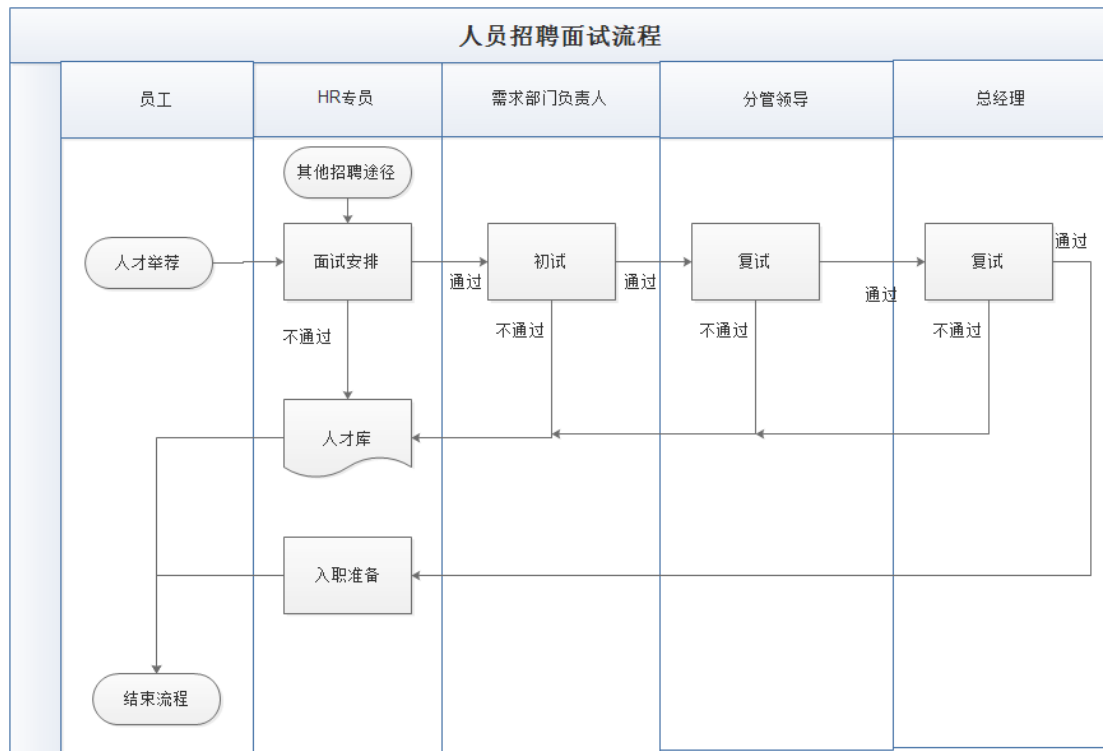 人员招聘面试流程
员工
HR专员
需求部门负责人
分管领导
总经理
其他招聘途径
人才举荐
面试安排
通过
初试
通过
复试
通过
复试
通过
不通过
不通过
不通过
不通过
人才库
入职准备
结束流程